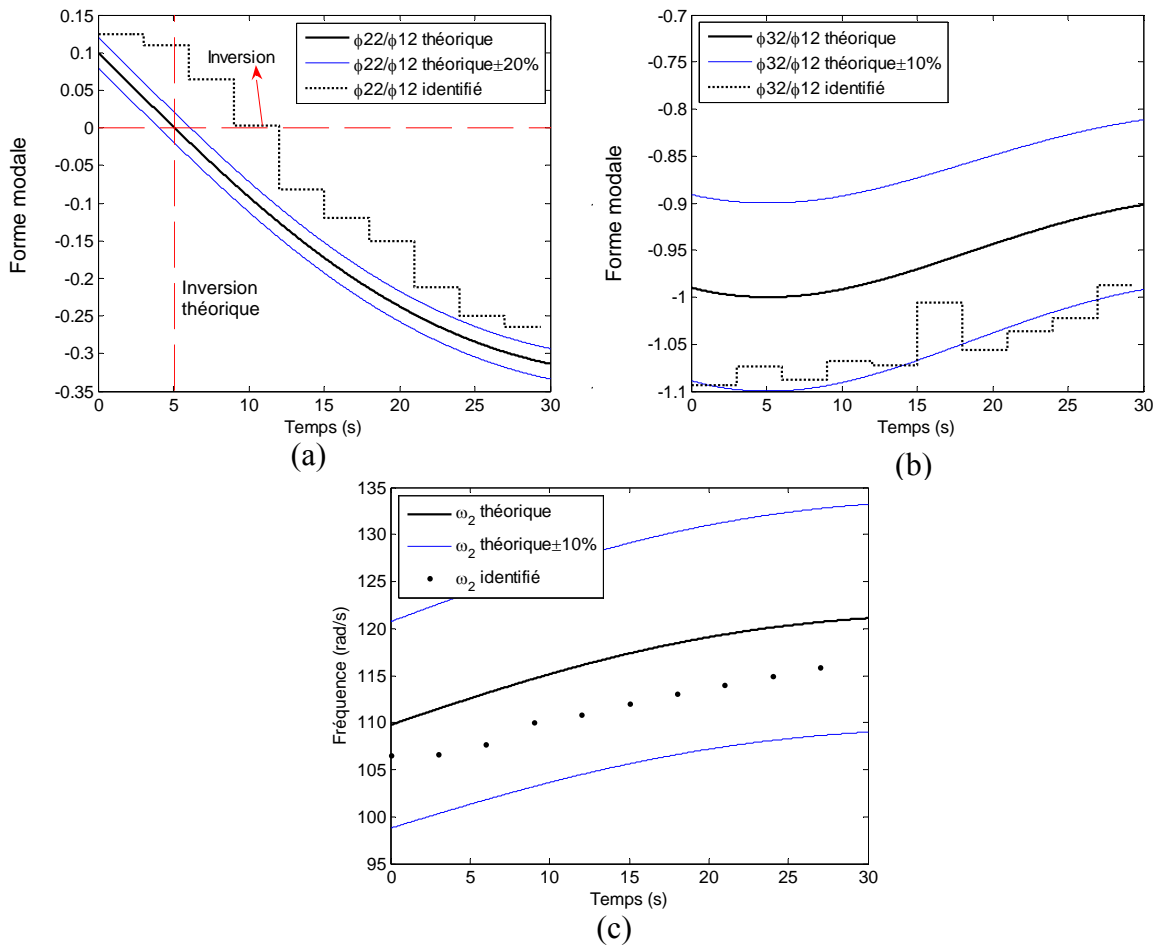 0.15
0.1
0.05
0
-0.05
-0.1
-0.15
-0.2
-0.25
-0.3
-0.35
Forme modale
Inversion
ϕ22/ϕ12 théorique
ϕ22/ϕ12 théorique±20%
ϕ22/ϕ12 identifié
Inversion
théorique
0 5 10 15 20 25 30
Temps (s)
(a)
-0.7
-0.75
-0.8
-0.85
-0.9
-0.95
-1
-1.05
-1.1
Forme modale
ϕ32/ϕ12 théorique
ϕ32/ϕ12 théorique±10%
ϕ32/ϕ12 identifié
0 5 10 15 20 25 30
Temps (s)
(b)
135
130
125
120
115
110
105
100
95
Fréquence (rad/s)
ω2 théorique
ω2 théorique±10%
ω2 identifié
0 5 10 15 20 25 30
Temps (s)
(c)